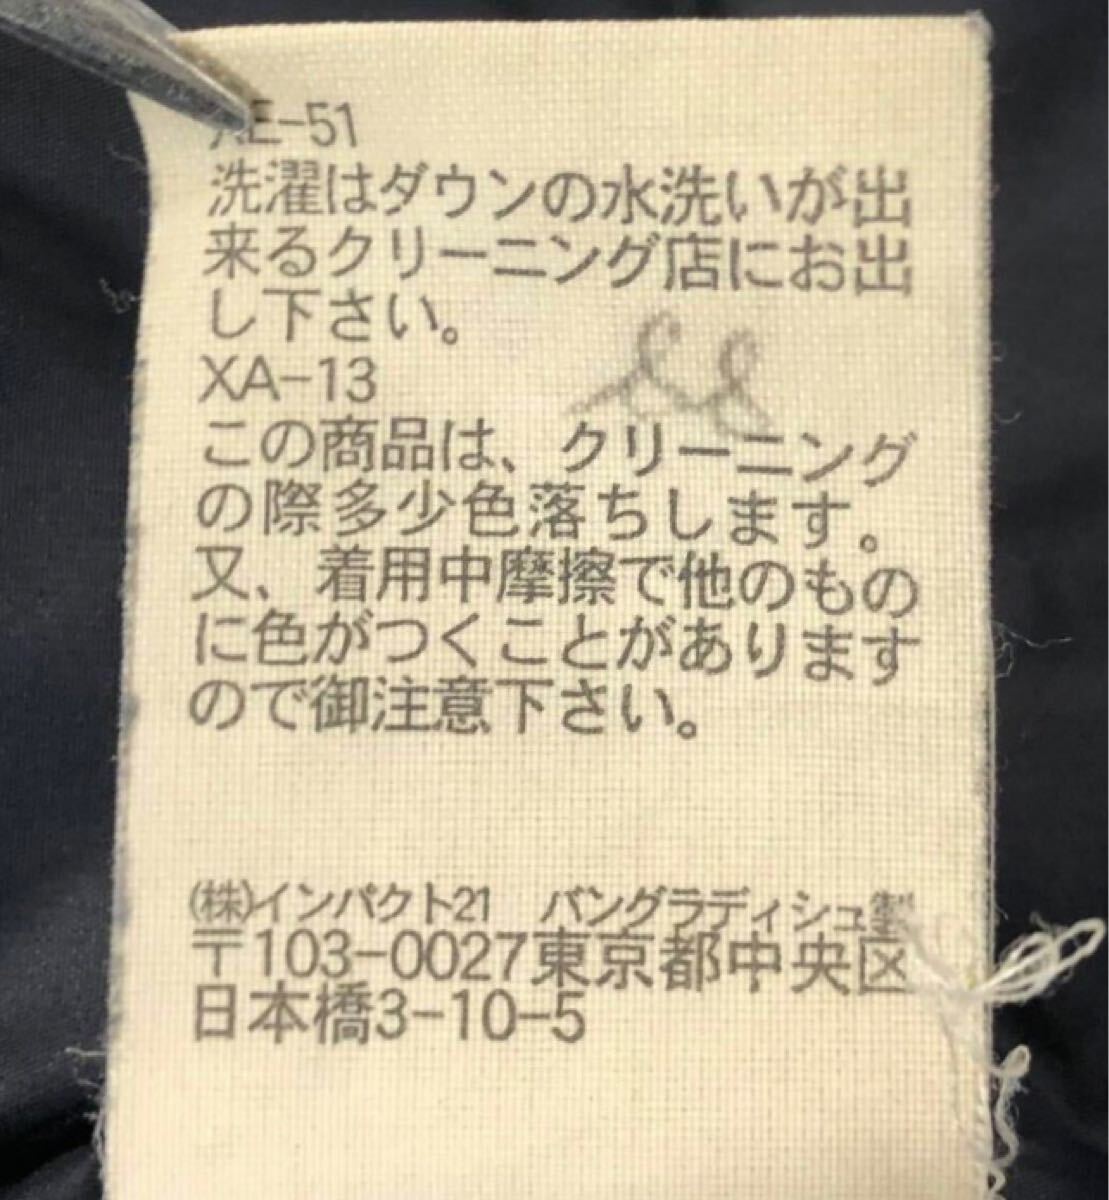 E-51
洗濯はダウンの水洗いが出
来るクリーニング店にお出
し下さい。
XA-13
この商品は、クリーニング
の際多少色落ちします。
又、着用中摩擦で他のもの
に色がつくことがあります
ので御注意下さい。
㈱インパクト21 バングラディシュ製
〒103-0027東京都中央区
日本橋3-10-5